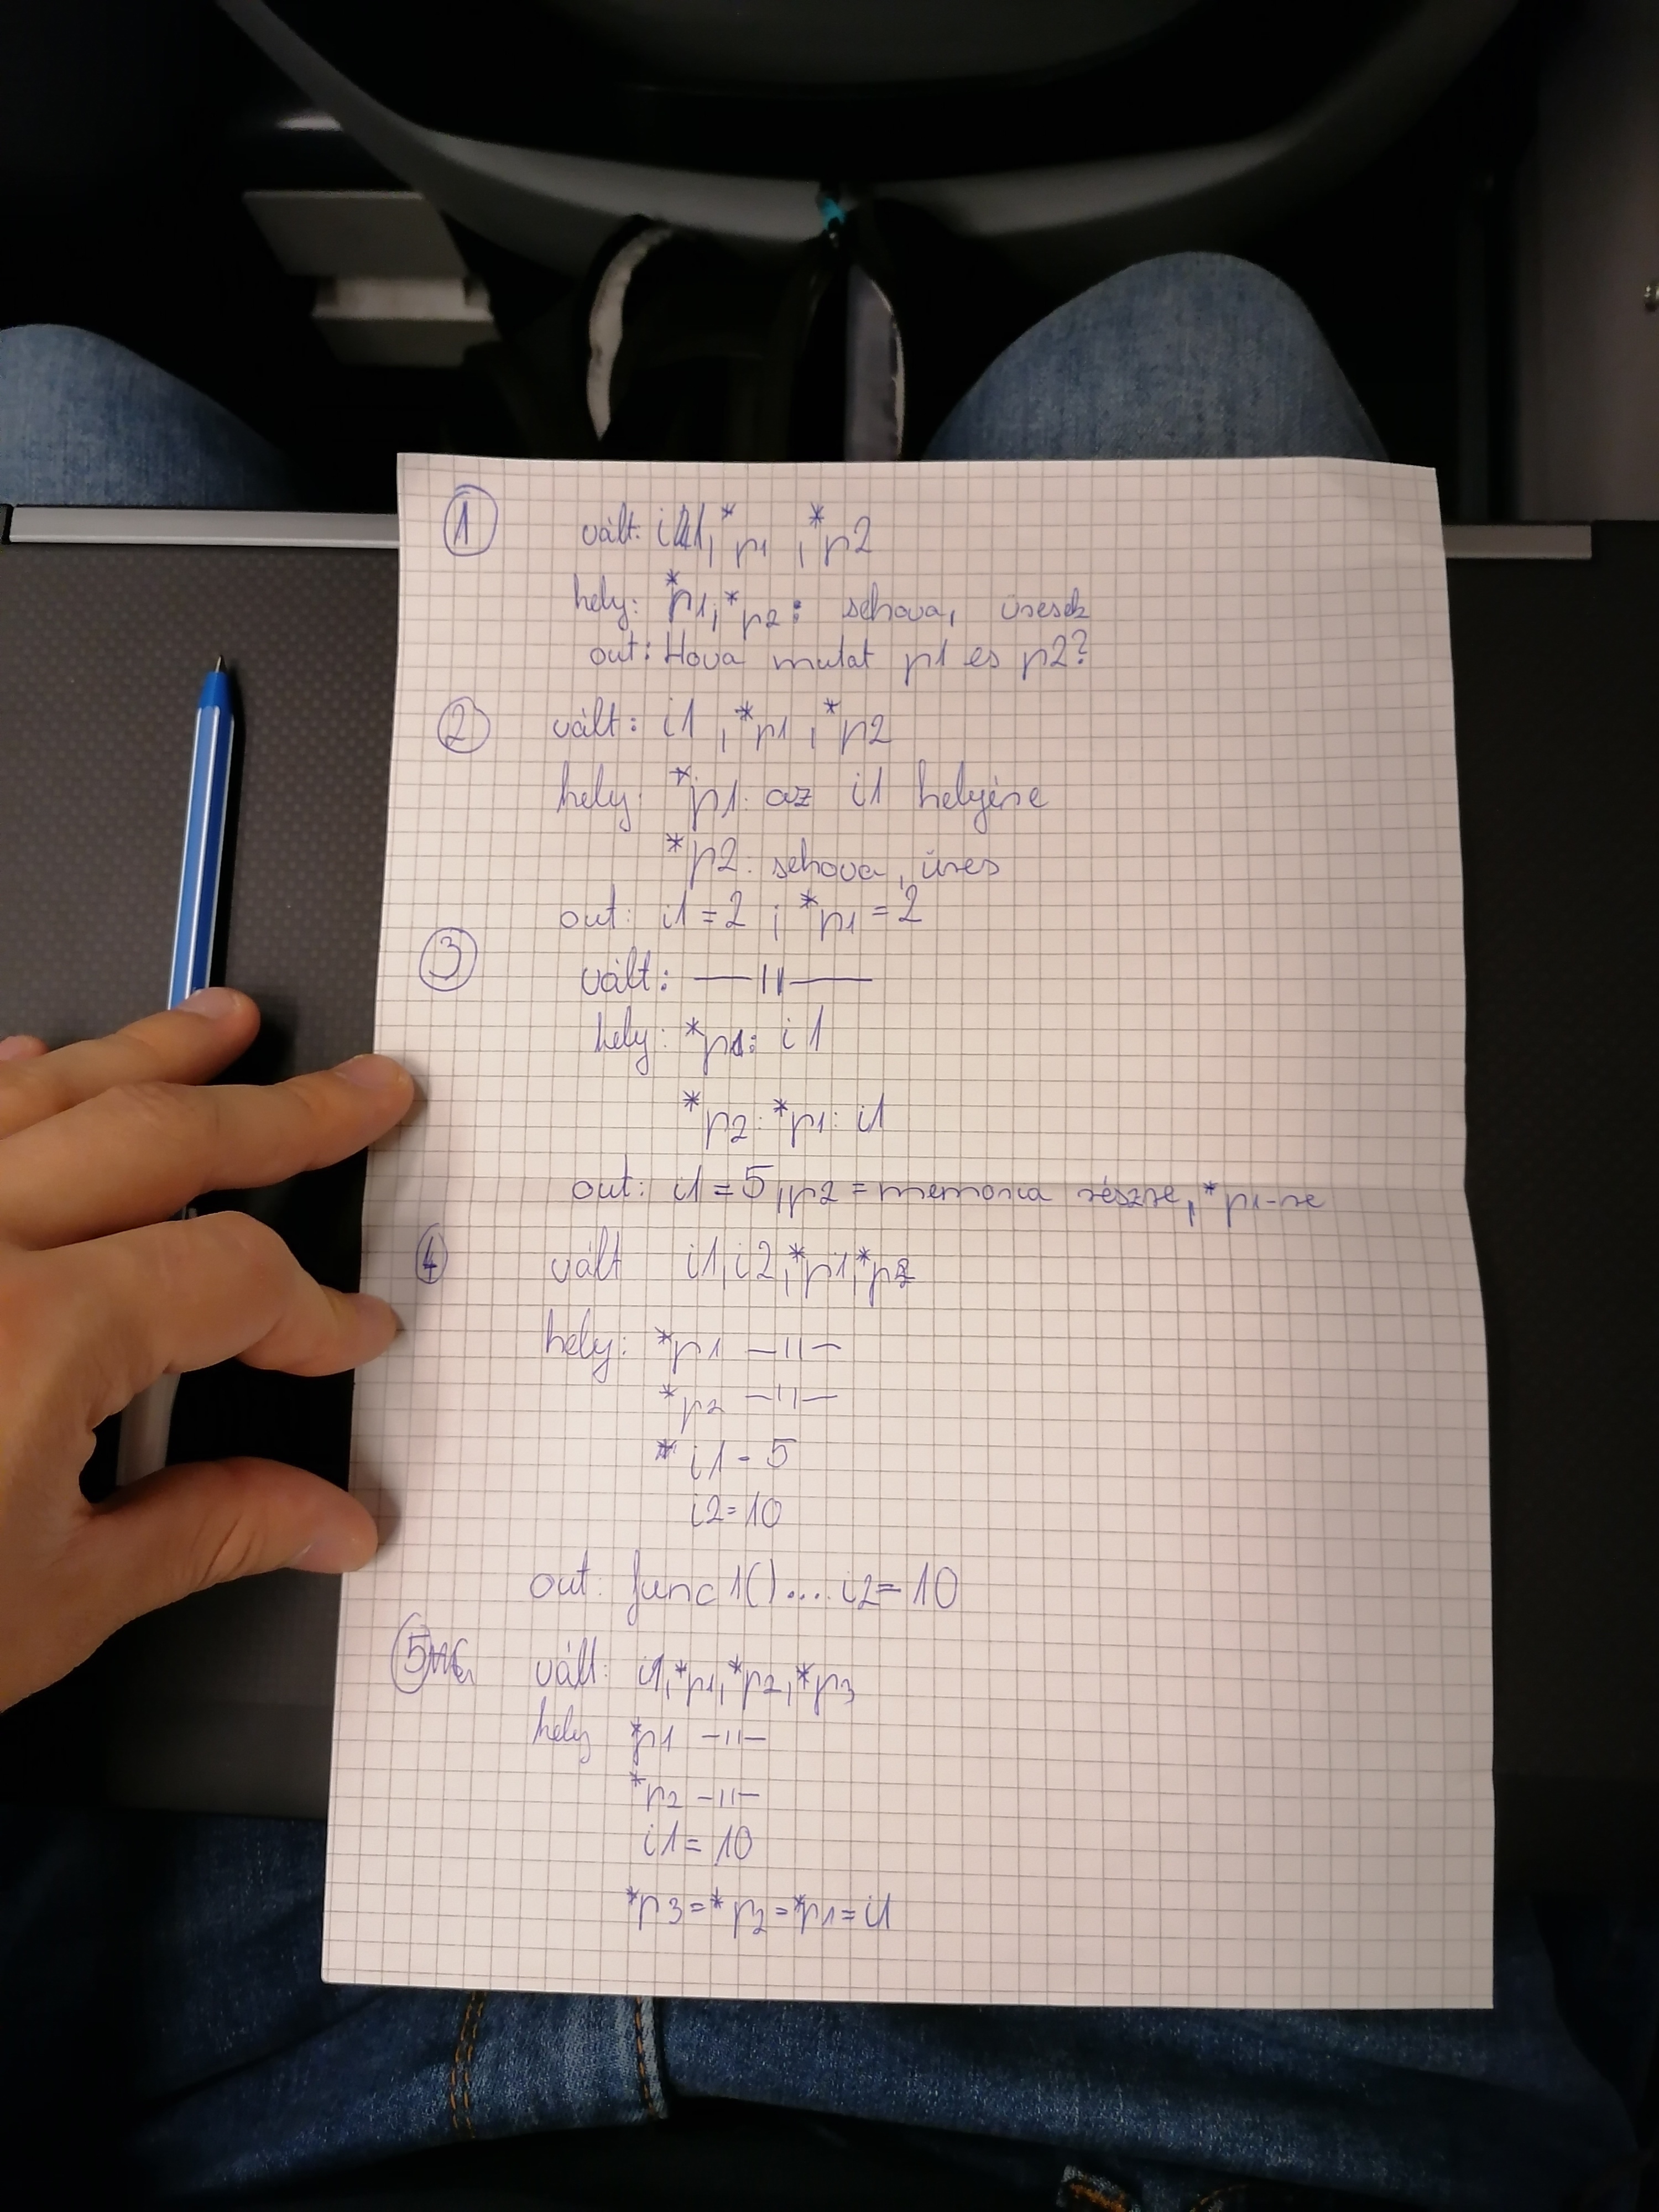 1
vált: i1, *p1, *p2
hely: *p1, *p2: sehova, üresek
out: Hova mutat p1 es p2?
2
vált: i1, *p1, *p2
hely: *p1: az i1 helyére
*p2: sehova, üres
out: i1=2, *p1=2
3
vált: —11—
hely: *p1: i1
*p2: *p1: i1
out: i1=5, p2=memoria részre, *p1-re
4
vált i1, i2, *p1, *p2
hely: *p1 —11—
*p2 —11—
* i1-5
i2=10
out: func1().... i2=10
5
vált: i1, *p1, *p2, *p3
hely *p1 —11—
*p2 —11—
i1=10
*p3=*p2=*p1=i1